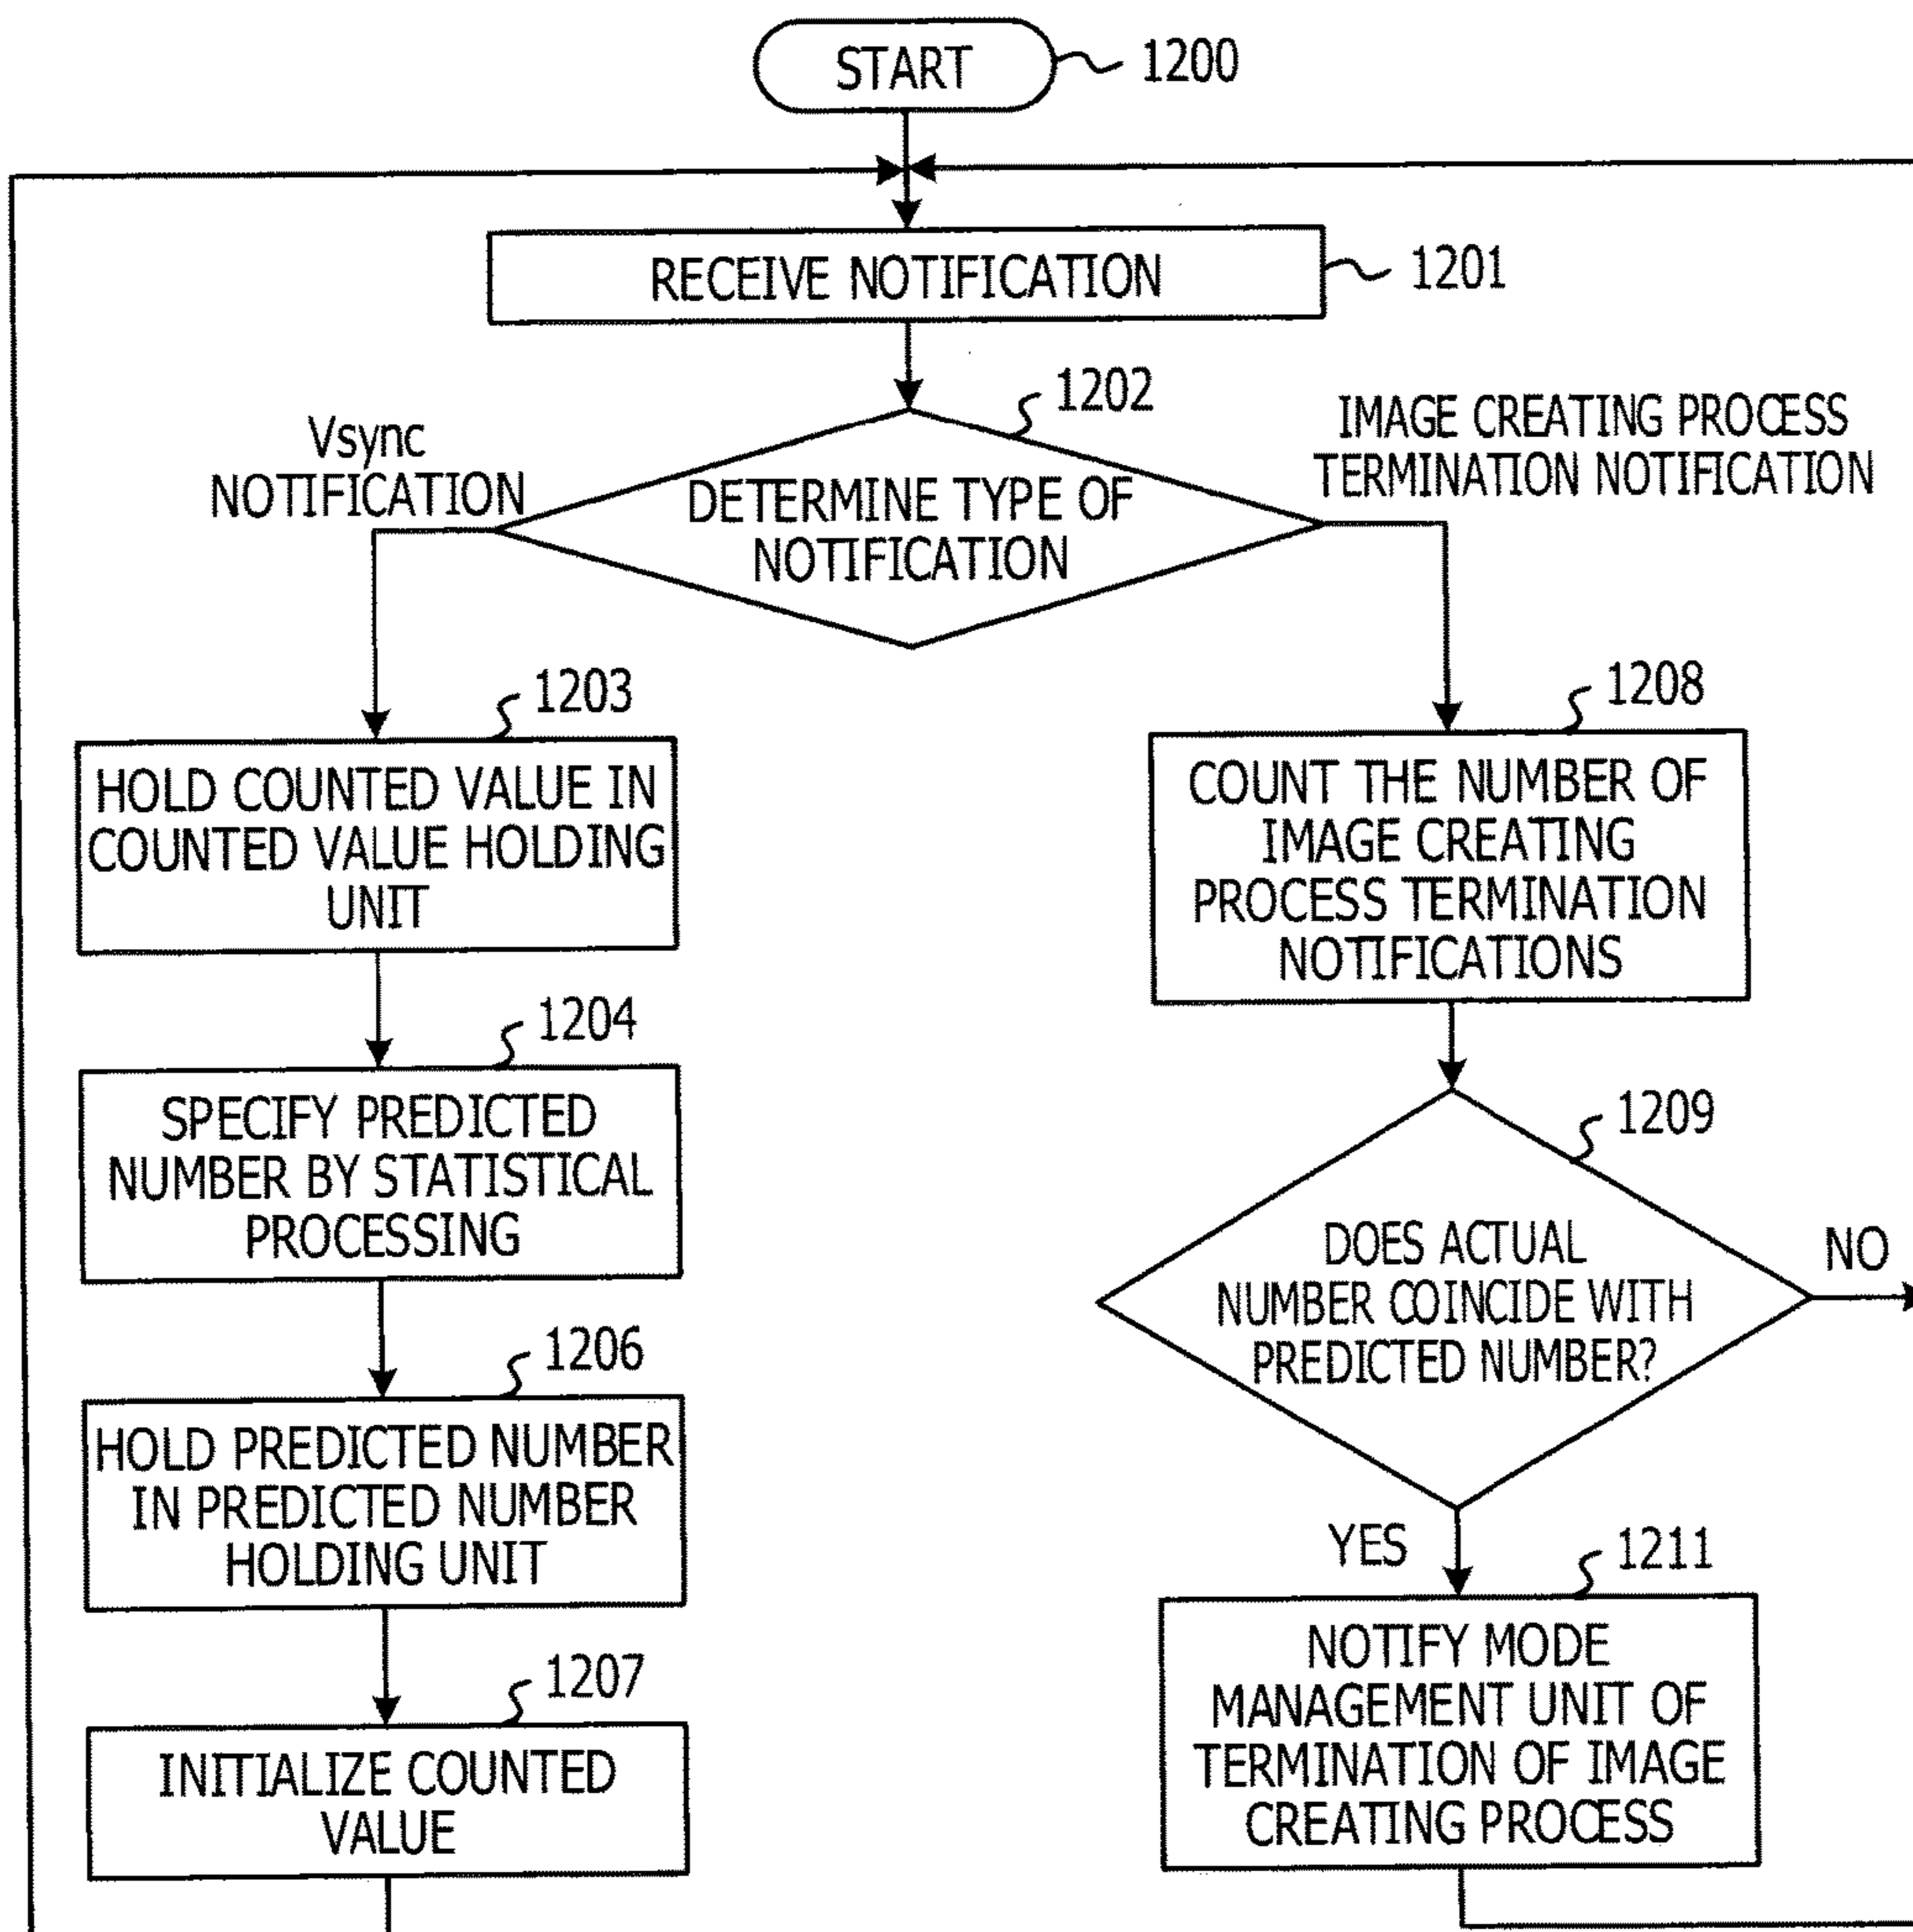 START
1200
RECEIVE NOTIFICATION
1201
1202
Vsync
NOTIFICATION
DETERMINE TYPE OF
NOTIFICATION
IMAGE CREATING PROCESS
TERMINATION NOTIFICATION
1203
HOLD COUNTED VALUE IN
COUNTED VALUE HOLDING
UNIT
1204
SPECIFY PREDICTED
NUMBER BY STATISTICAL
PROCESSING
1206
HOLD PREDICTED NUMBER
IN PREDICTED NUMBER
HOLDING UNIT
1207
INITIALIZE COUNTED
VALUE
1208
COUNT THE NUMBER OF
IMAGE CREATING
PROCESS TERMINATION
NOTIFICATIONS
1209
DOES ACTUAL
NUMBER COINCIDE WITH
PREDICTED NUMBER?
NO
YES
1211
NOTIFY MODE
MANAGEMENT UNIT OF
TERMINATION OF IMAGE
CREATING PROCESS